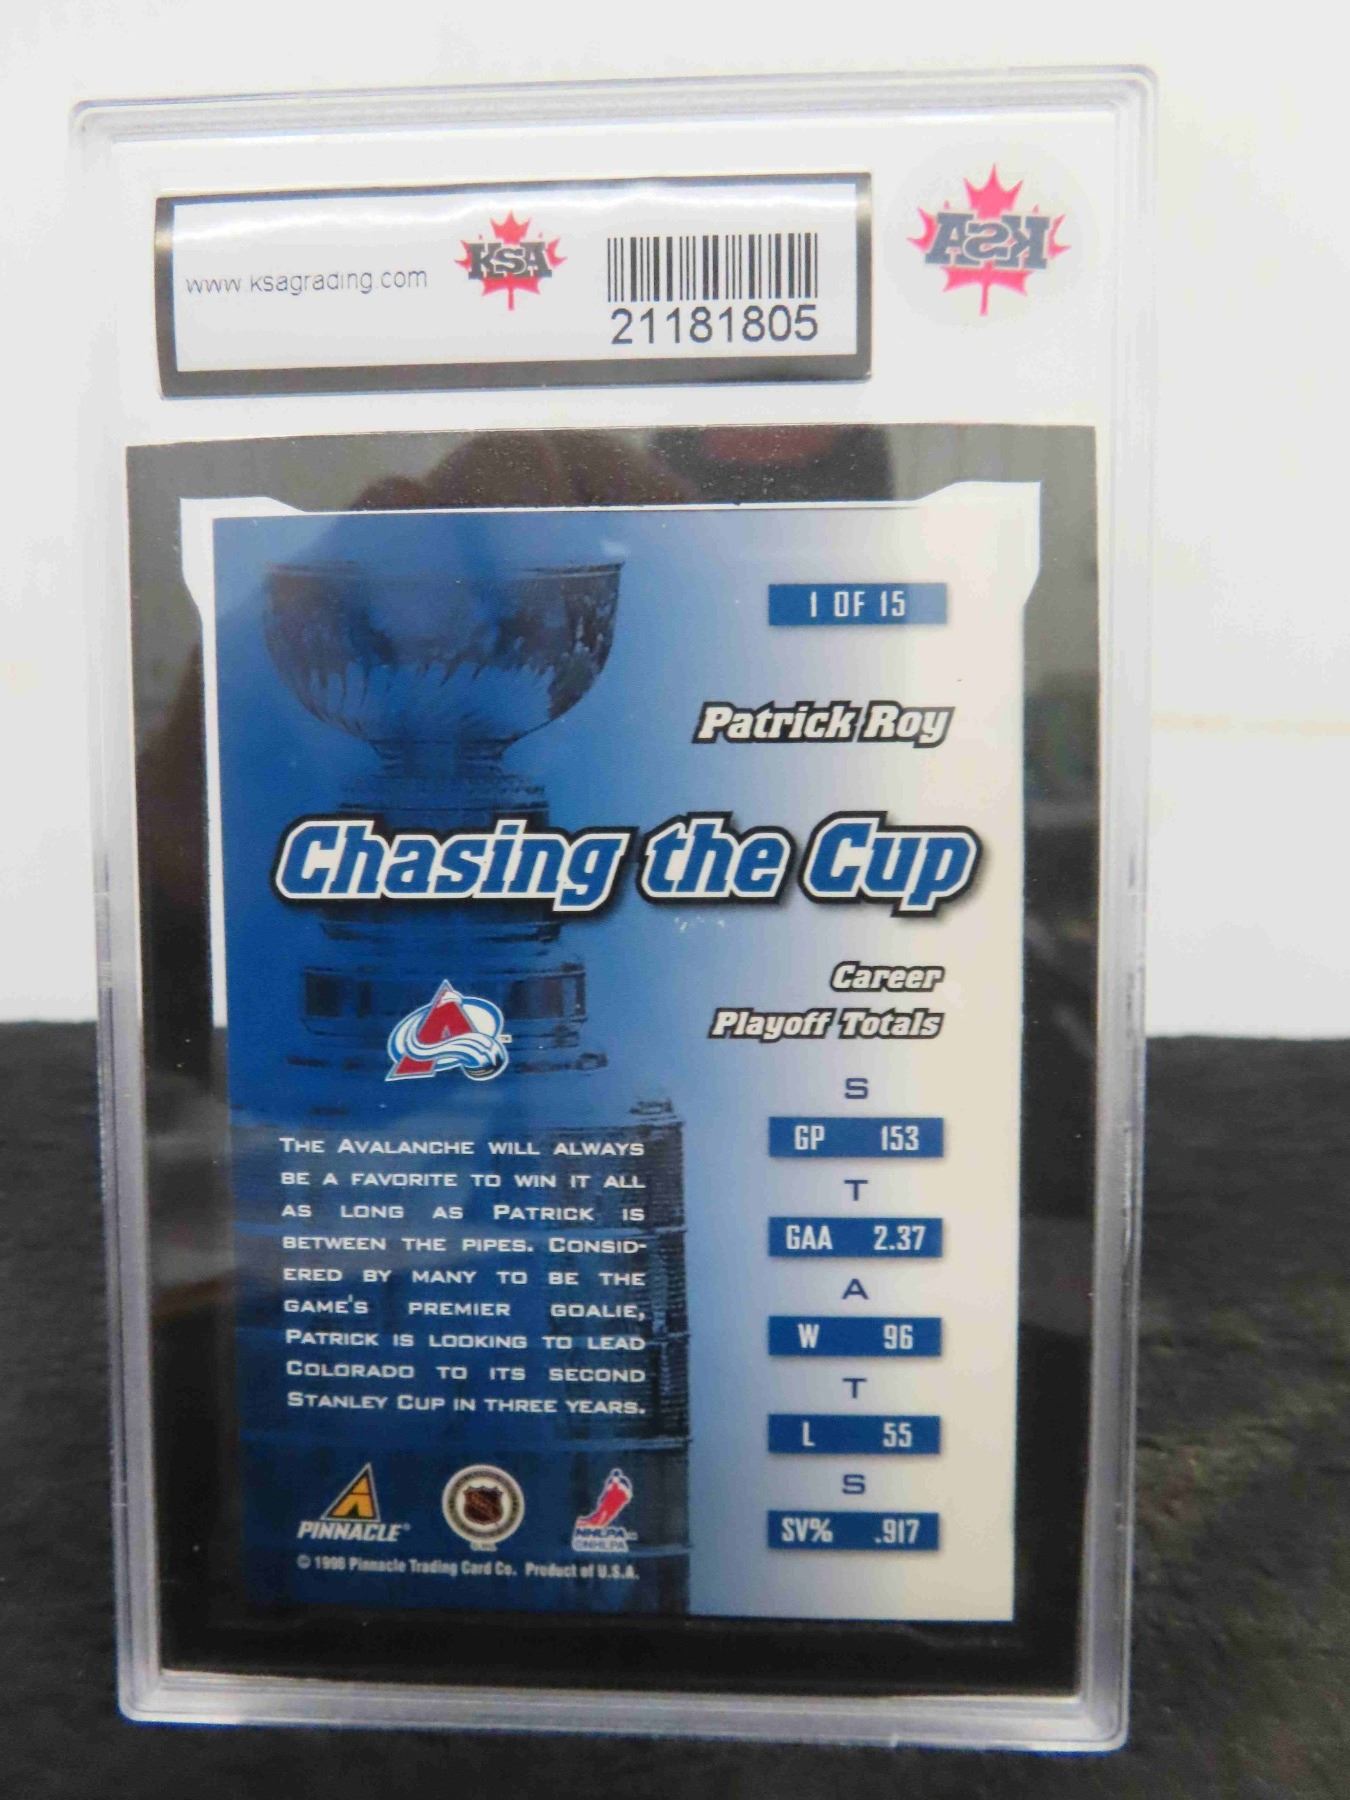 www.ksagrading.com
KSA
21181805
KSA
1 OF 15
Patrick Roy
Chasing the Cup
Career
Playoff Totals
S
GP 153
T
GAA 2.37
A
W 96
T
L 55
S
SV% .917
THE AVALANCHE WILL ALWAYS
BE A FAVORITE TO WIN IT ALL
AS LONG AS PATRICK IS
BETWEEN THE PIPES. CONSID-
ERED BY MANY TO BE THE
GAME'S PREMIER GOALIE,
PATRICK IS LOOKING TO LEAD
COLORADO TO ITS SECOND
STANLEY CUP IN THREE YEARS.
PINNACLE®
NHLPA
© 1998 Pinnacle Trading Card Co. Product of U.S.A.